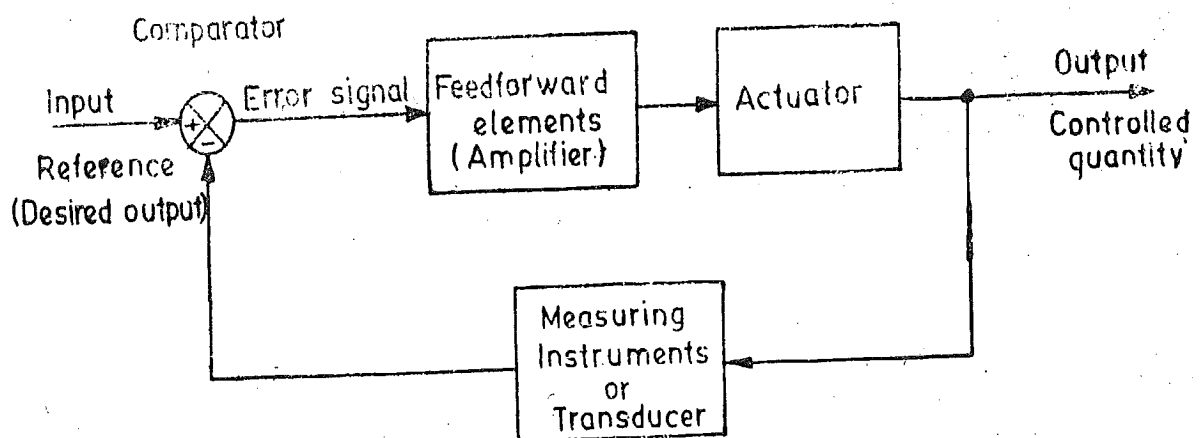 Comparator
Input
Reference
(Desired output)
Error signal
Feedforward
elements
(Amplifier)
Actuator
Output
Controlled
quantity
Measuring
Instruments
or
Transducer
+
-